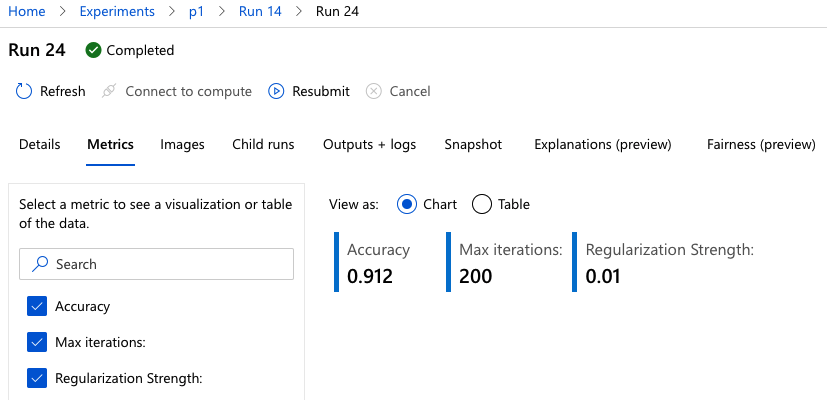 Home > Experiments > p1 > Run 14 > Run 24
Run 24 Completed
Refresh Connect to compute Resubmit Cancel
Details Metrics Images Child runs Outputs + logs Snapshot Explanations (preview) Fairness (preview)
Select a metric to see a visualization or table
of the data.
Search
Accuracy
Max iterations:
Regularization Strength:
View as: Chart Table
Accuracy Max iterations: Regularization Strength:
0.912 200 0.01